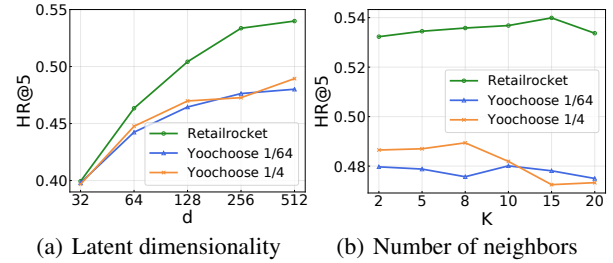 0.55
0.50
0.45
0.40
HR@5
Retailrocket
Yoochoose 1/64
Yoochoose 1/4
32 64 128 256 512
d
(a) Latent dimensionality
0.54
0.52
0.50
0.48
HR@5
Retailrocket
Yoochoose 1/64
Yoochoose 1/4
2 5 8 10 15 20
K
(b) Number of neighbors